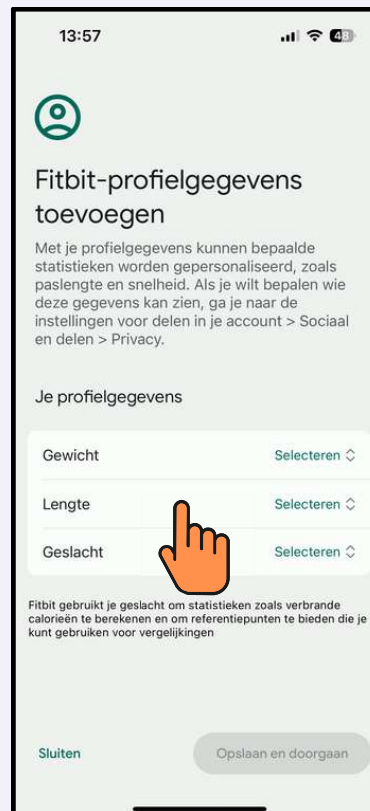 13:57
48
Fitbit-profielgegevens
toevoegen
Met je profielgegevens kunnen bepaalde
statistieken worden gepersonaliseerd, zoals
paslengte en snelheid. Als je wilt bepalen wie
deze gegevens kan zien, ga je naar de
instellingen voor delen in je account > Sociaal
en delen > Privacy.
Je profielgegevens
Gewicht Selecteren
Lengte Selecteren
Geslacht Selecteren
Fitbit gebruikt je geslacht om statistieken zoals verbrande
calorieën te berekenen en om referentiepunten te bieden die je
kunt gebruiken voor vergelijkingen
Sluiten Opslaan en doorgaan